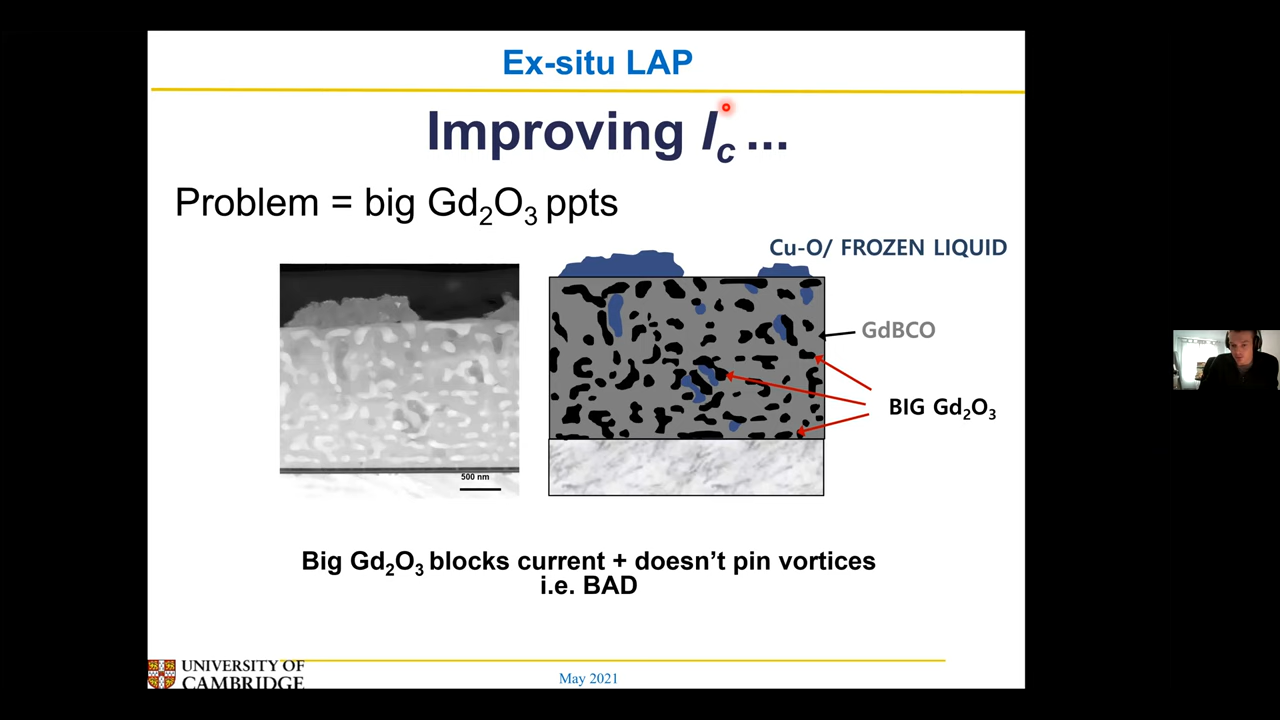 Ex-situ LAP
Improving Ic ...
Problem = big Gd2O3 ppts
Cu-O/ FROZEN LIQUID
GdBCO
BIG Gd2O3
500 nm
Big Gd2O3 blocks current + doesn’t pin vortices
i.e. BAD
UNIVERSITY OF
CAMBRIDGE
May 2021